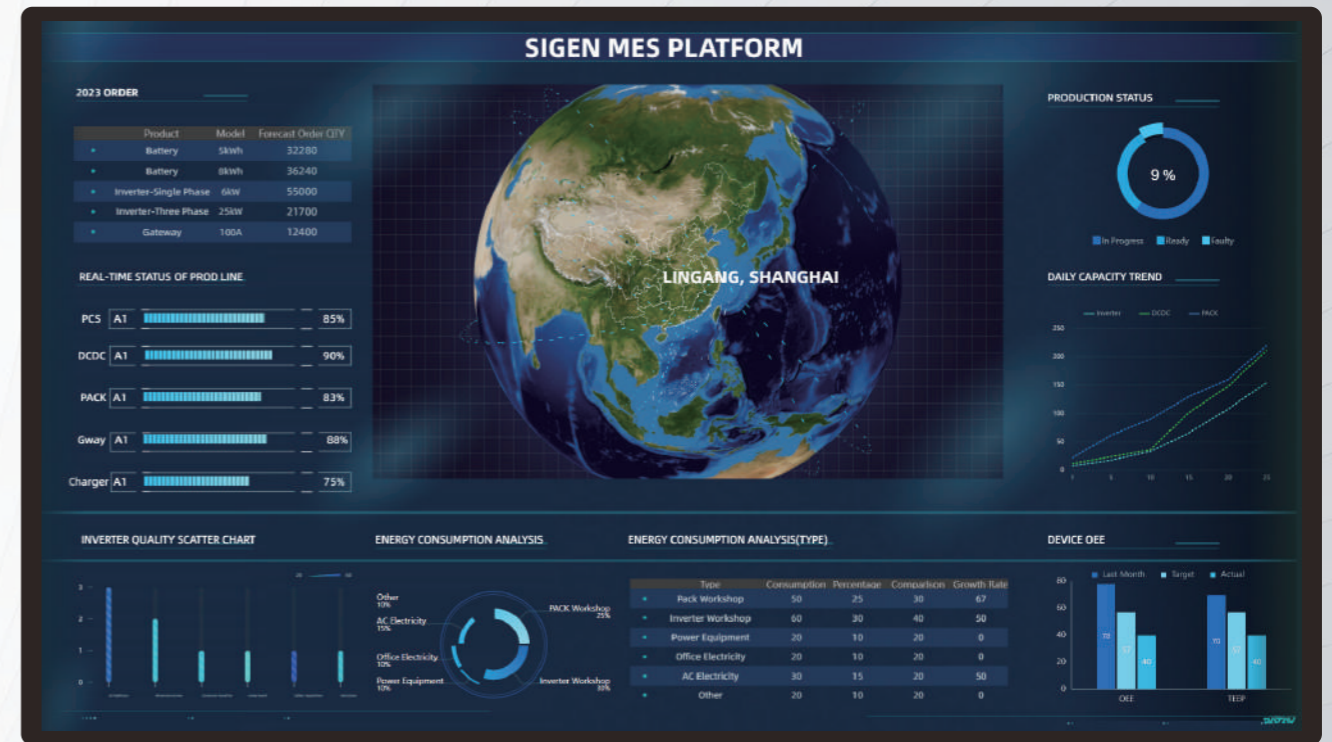 SIGEN MES PLATFORM
2023 ORDER
Product Model Forecast Order QTY
Battery 5kWh 32280
Battery 8kWh 36240
Inverter-Single Phase 6kW 55000
Inverter-Three Phase 25kW 21700
Gateway 100A 12400
REAL-TIME STATUS OF PROD LINE
PCS A1 85%
DCDC A1 90%
PACK A1 83%
Gway A1 88%
Charger A1 75%
LINGANG, SHANGHAI
PRODUCTION STATUS
9 %
In Progress Ready Faulty
DAILY CAPACITY TREND
Inverter DCDC PACK
250
200
150
100
50
0
1 5 10 15 20 25
INVERTER QUALITY SCATTER CHART
3
2
1
0
ENERGY CONSUMPTION ANALYSIS
Other
10%
AC Electricity
15%
Office Electricity
10%
Power Equipment
10%
PACK Workshop
25%
Inverter Workshop
ENERGY CONSUMPTION ANALYSIS(TYPE)
Type Consumption Percentage Comparison Growth Rate
Pack Workshop 50 25 30 67
Inverter Workshop 60 30 40 50
Power Equipment 20 10 20 0
Office Electricity 20 10 20 0
AC Electricity 30 15 20 50
Other 20 10 20 0
DEVICE OEE
Last Month Target Actual
80
60
40
20
0
70 57 40
70 57 40
OEE TEEP